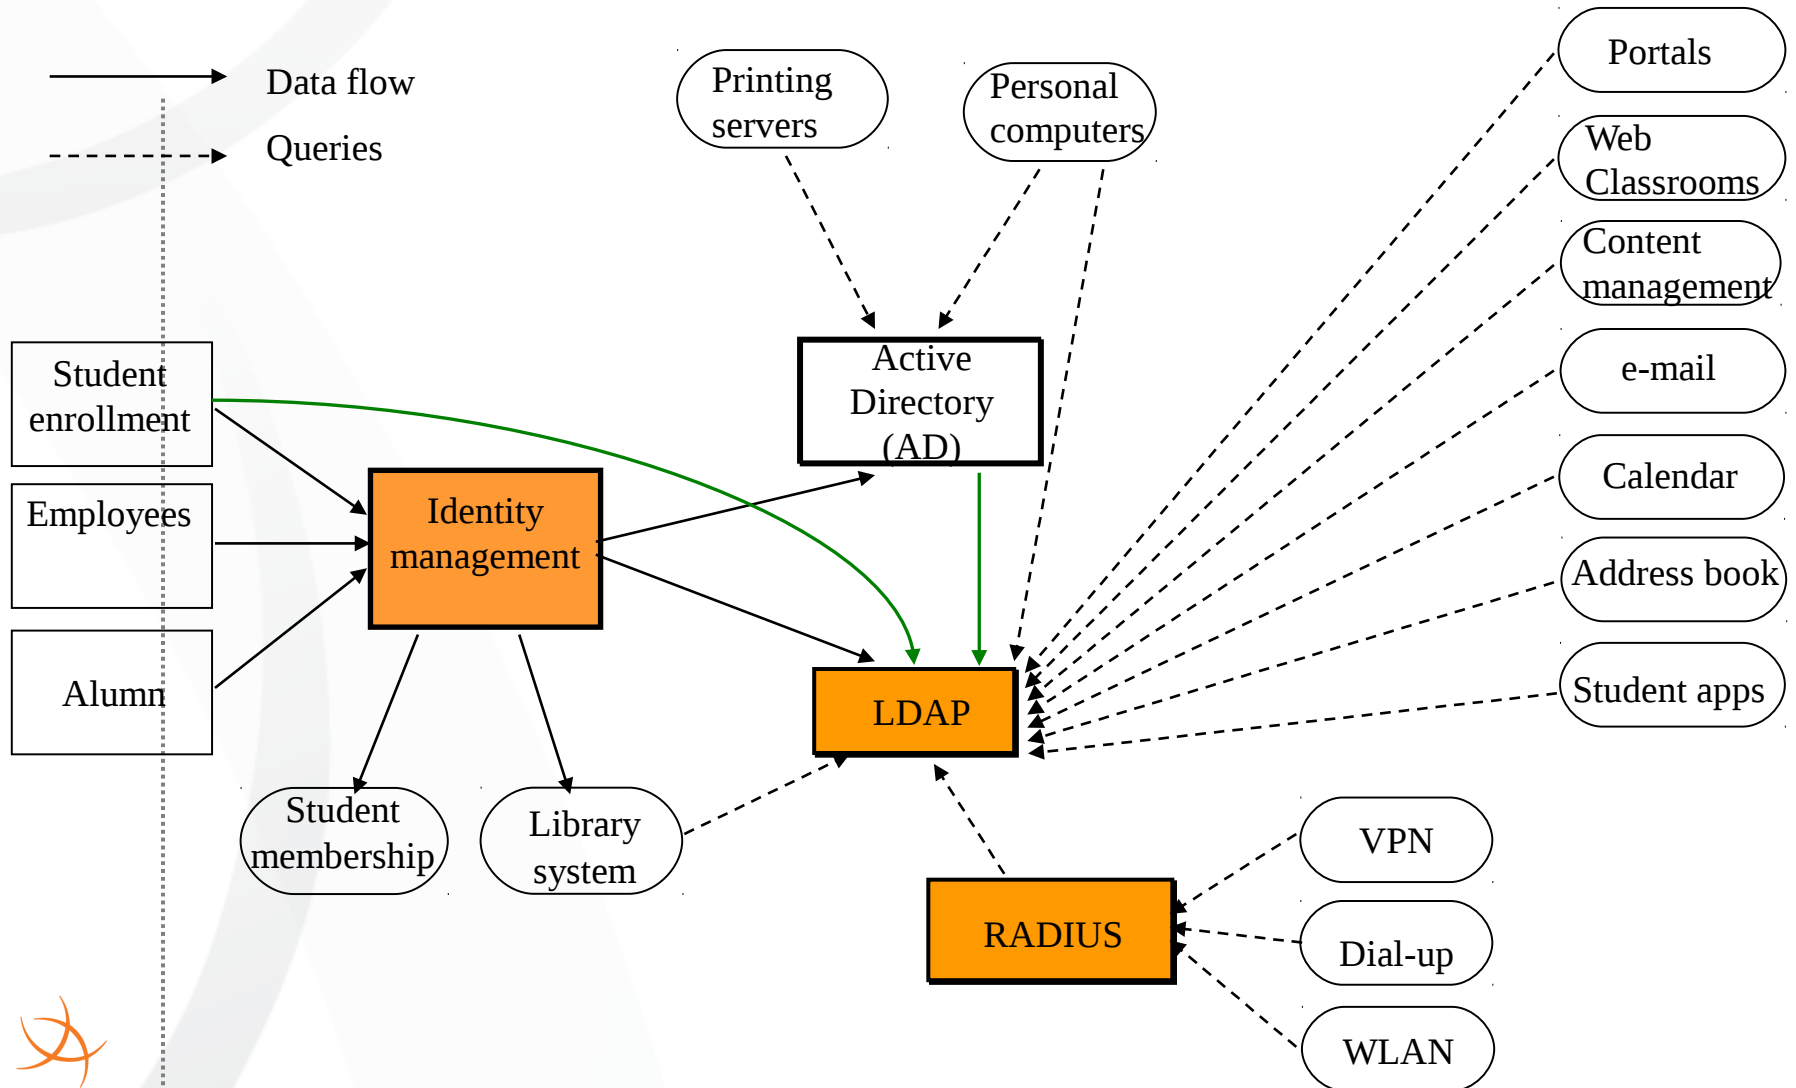 Data flow
Queries
Printing
servers
Personal
computers
Portals
Web
Classrooms
Content
management
e-mail
Calendar
Address book
Student apps
Active
Directory
(AD)
Student
enrollment
Employees
Alumn
Identity
management
LDAP
Student
membership
Library
system
RADIUS
VPN
Dial-up
WLAN